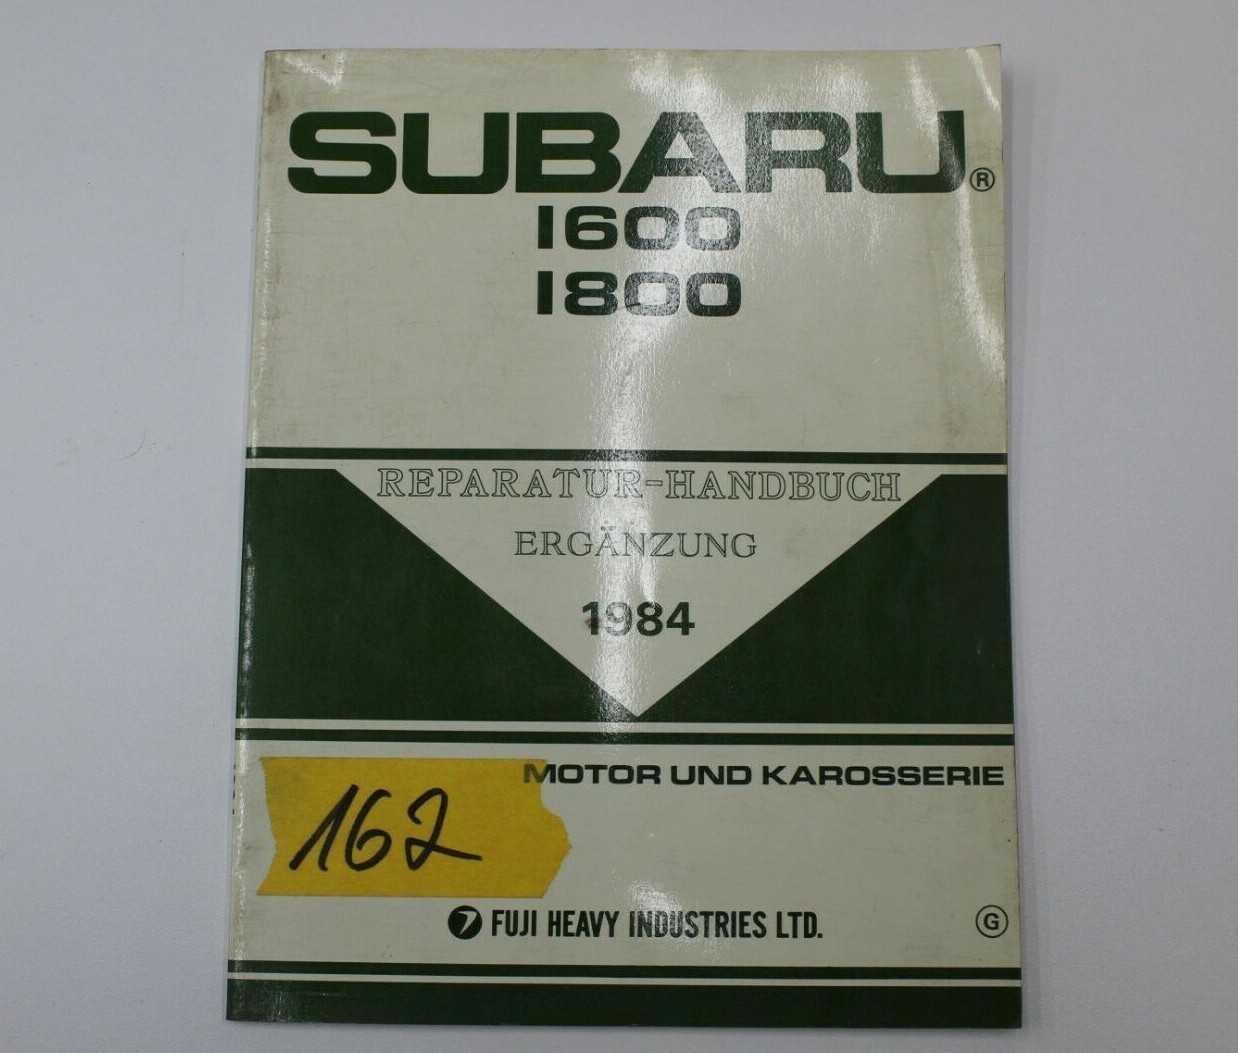 SUBARU®
1600
1800
REPARATUR-HANDBUCH
ERGÄNZUNG
1984
MOTOR UND KAROSSERIE
162
FUJI HEAVY INDUSTRIES LTD.
G